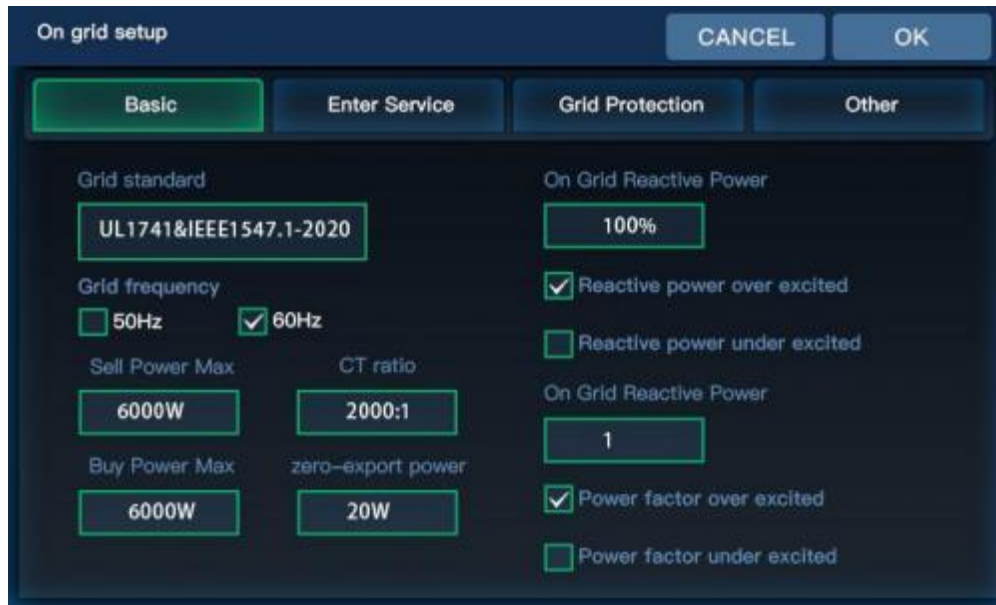 On grid setup
CANCEL
OK
Basic
Enter Service
Grid Protection
Other
Grid standard
UL1741&IEEE1547.1-2020
Grid frequency
50Hz
60Hz
Sell Power Max
CT ratio
6000W
2000:1
Buy Power Max
zero-export power
6000W
20W
On Grid Reactive Power
100%
Reactive power over excited
Reactive power under excited
On Grid Reactive Power
1
Power factor over excited
Power factor under excited